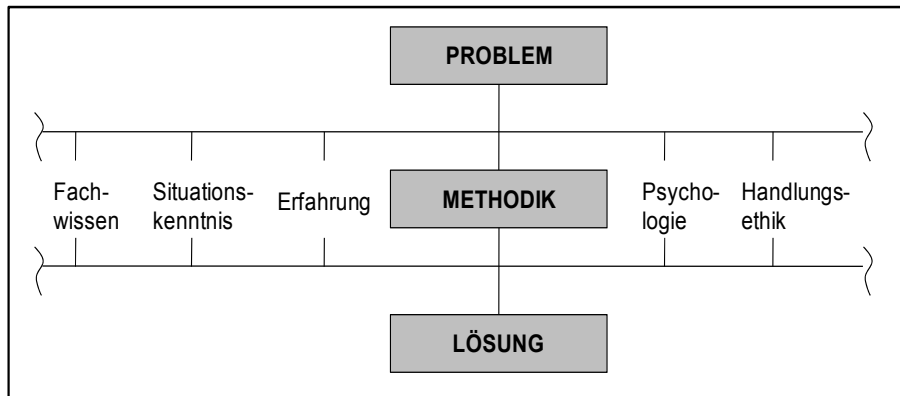 PROBLEM
Fach-
wissen
Situations-
kenntnis
Erfahrung
METHODIK
Psycho-
logie
Handlungs-
ethik
LÖSUNG